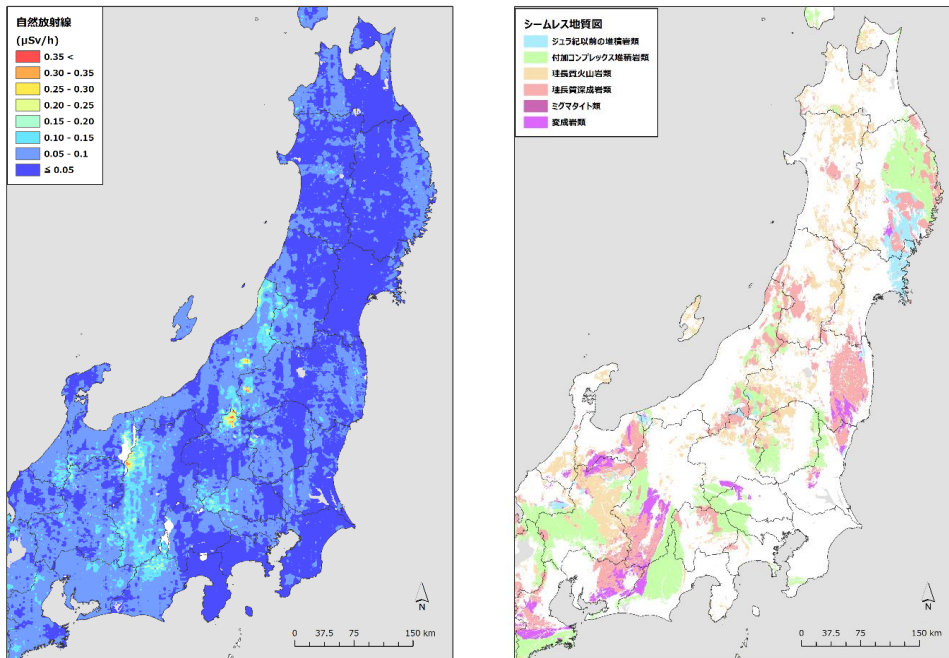 自然放射線
(μSv/h)
0.35 <
0.30 - 0.35
0.25 - 0.30
0.20 - 0.25
0.15 - 0.20
0.10 - 0.15
0.05 - 0.1
≦ 0.05
N
0 37.5 75 150 km
シームレス地質図
ジュラ紀以前の堆積岩類
付加コンプレックス堆積岩類
珪長質火山岩類
珪長質深成岩類
ミグマタイト類
変成岩類
N
0 37.5 75 150 km